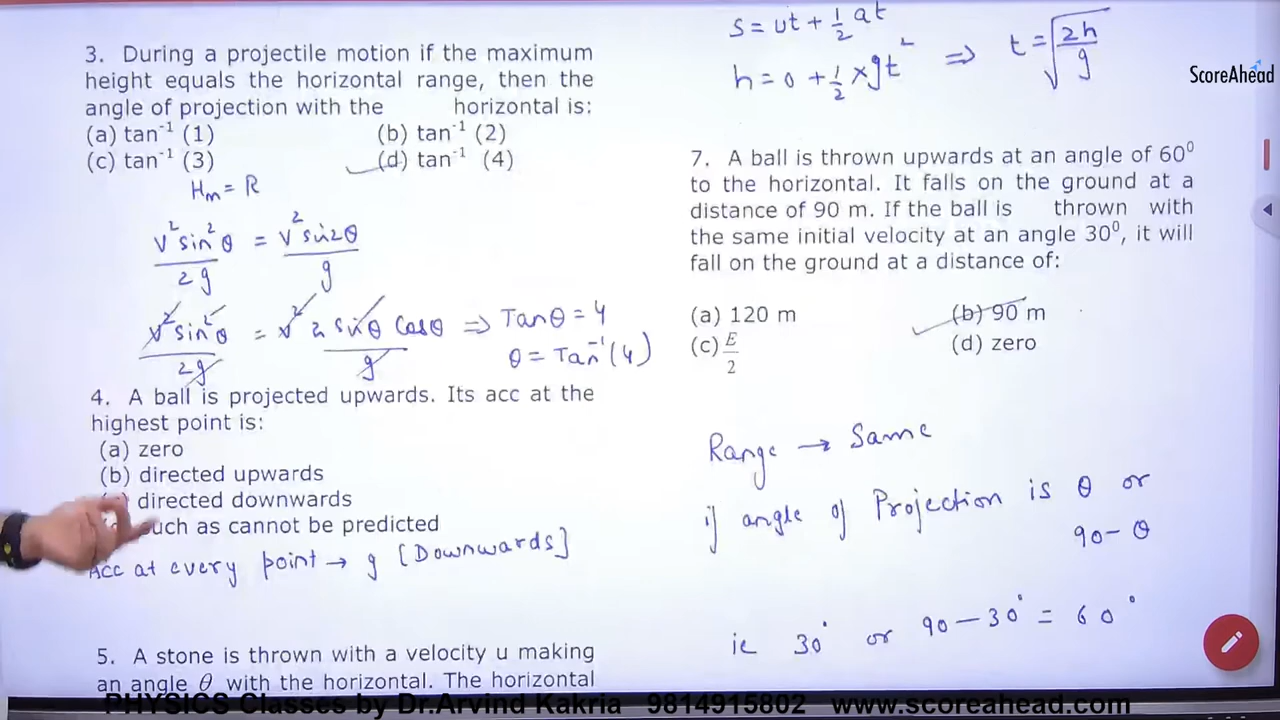 3. During a projectile motion if the maximum
height equals the horizontal range, then the
angle of projection with the horizontal is:
(a) tan⁻¹ (1) (b) tan⁻¹ (2)
(c) tan⁻¹ (3) (d) tan⁻¹ (4)
Hm = R
v² sin² θ / 2g = v² sin2θ / g
v² sin² θ / 2g = v² 2 sinθ cosθ / g ⇒ Tanθ = 4
θ = Tan⁻¹(4)
4. A ball is projected upwards. Its acc at the
highest point is:
(a) zero
(b) directed upwards
directed downwards
such as cannot be predicted
Acc at every point → g [Downwards]
5. A stone is thrown with a velocity u making
an angle θ with the horizontal. The horizontal
s = ut + 1/2 at
h = 0 + 1/2 × gt² ⇒ t = √(2h/g)
ScoreAhead
7. A ball is thrown upwards at an angle of 60⁰
to the horizontal. It falls on the ground at a
distance of 90 m. If the ball is thrown with
the same initial velocity at an angle 30⁰, it will
fall on the ground at a distance of:
(a) 120 m (b) 90 m
(c) E/2 (d) zero
Range → Same
if angle of Projection is θ or
90 - θ
ie 30° or 90 - 30° = 60°
PHYSICS Classes by Dr.Arvind Kakria 9814915802 www.scoreahead.com